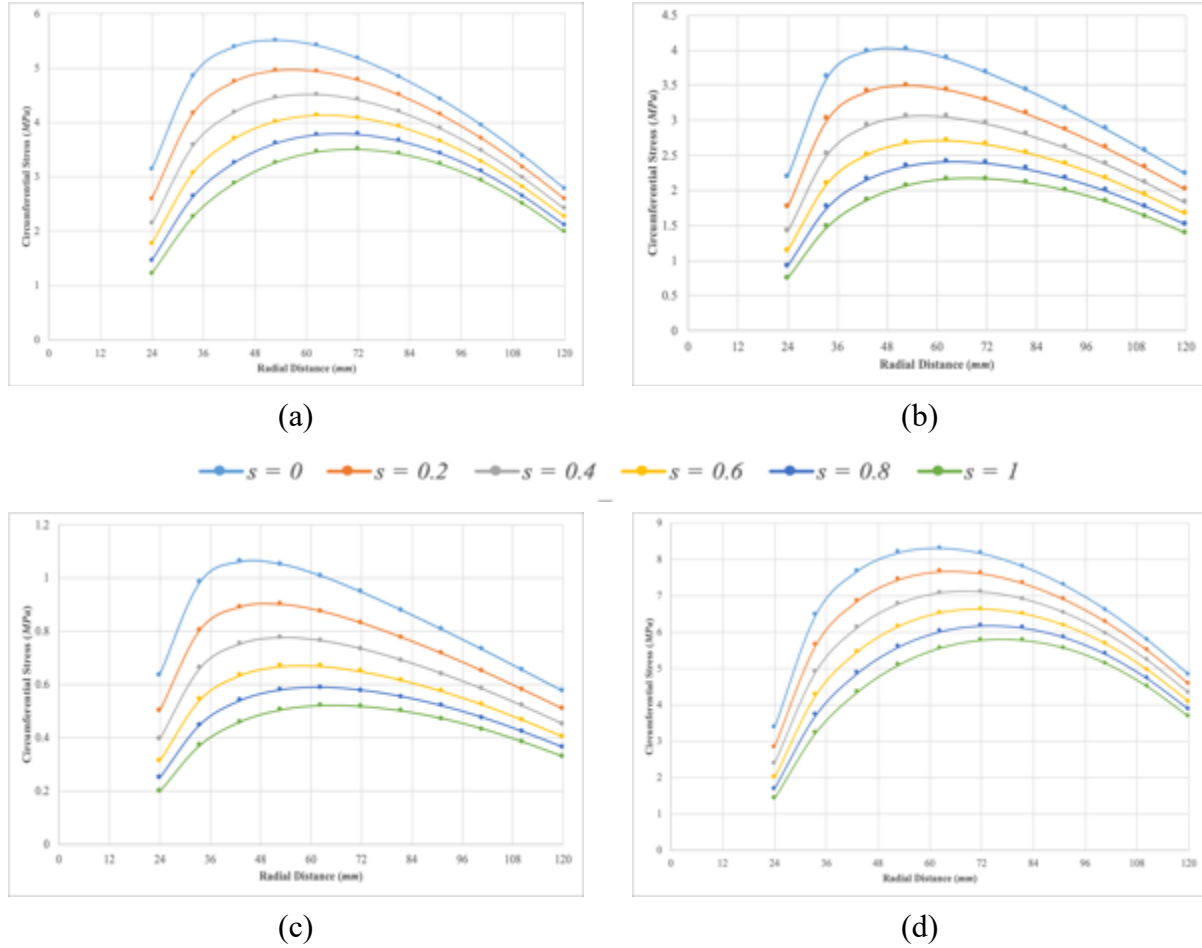 6
5
4
3
2
1
0
Circumferential Stress (MPa)
0 12 24 36 48 60 72 84 96 108 120
Radial Distance (mm)
(a)
4.5
4
3.5
3
2.5
2
1.5
1
0.5
0
Circumferential Stress (MPa)
0 12 24 36 48 60 72 84 96 108 120
Radial Distance (mm)
(b)
s = 0 s = 0.2 s = 0.4 s = 0.6 s = 0.8 s = 1
1.2
1
0.8
0.6
0.4
0.2
0
Circumferential Stress (MPa)
0 12 24 36 48 60 72 84 96 108 120
Radial Distance (mm)
(c)
9
8
7
6
5
4
3
2
1
0
Circumferential Stress (MPa)
0 12 24 36 48 60 72 84 96 108 120
Radial Distance (mm)
(d)